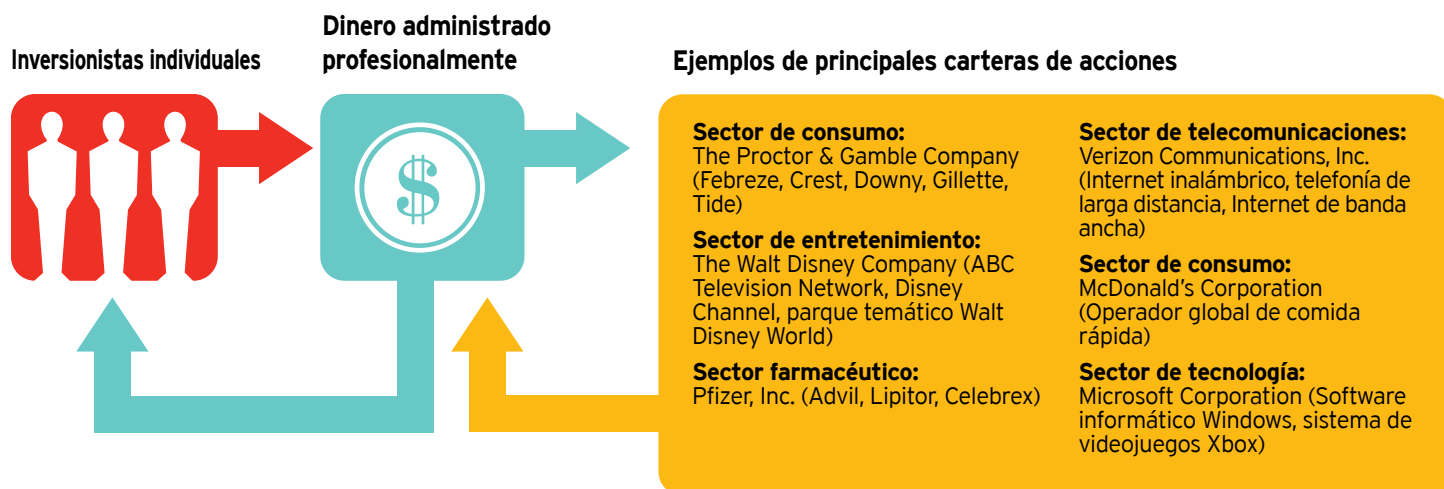 Inversionistas individuales
Dinero administrado
profesionalmente
$
Ejemplos de principales carteras de acciones
Sector de consumo:
The Proctor & Gamble Company
(Febreze, Crest, Downy, Gillette,
Tide)
Sector de entretenimiento:
The Walt Disney Company (ABC
Television Network, Disney
Channel, parque temático Walt
Disney World)
Sector farmacéutico:
Pfizer, Inc. (Advil, Lipitor, Celebrex)
Sector de telecomunicaciones:
Verizon Communications, Inc.
(Internet inalámbrico, telefonía de
larga distancia, Internet de banda
ancha)
Sector de consumo:
McDonald’s Corporation
(Operador global de comida
rápida)
Sector de tecnología:
Microsoft Corporation (Software
informático Windows, sistema de
videojuegos Xbox)